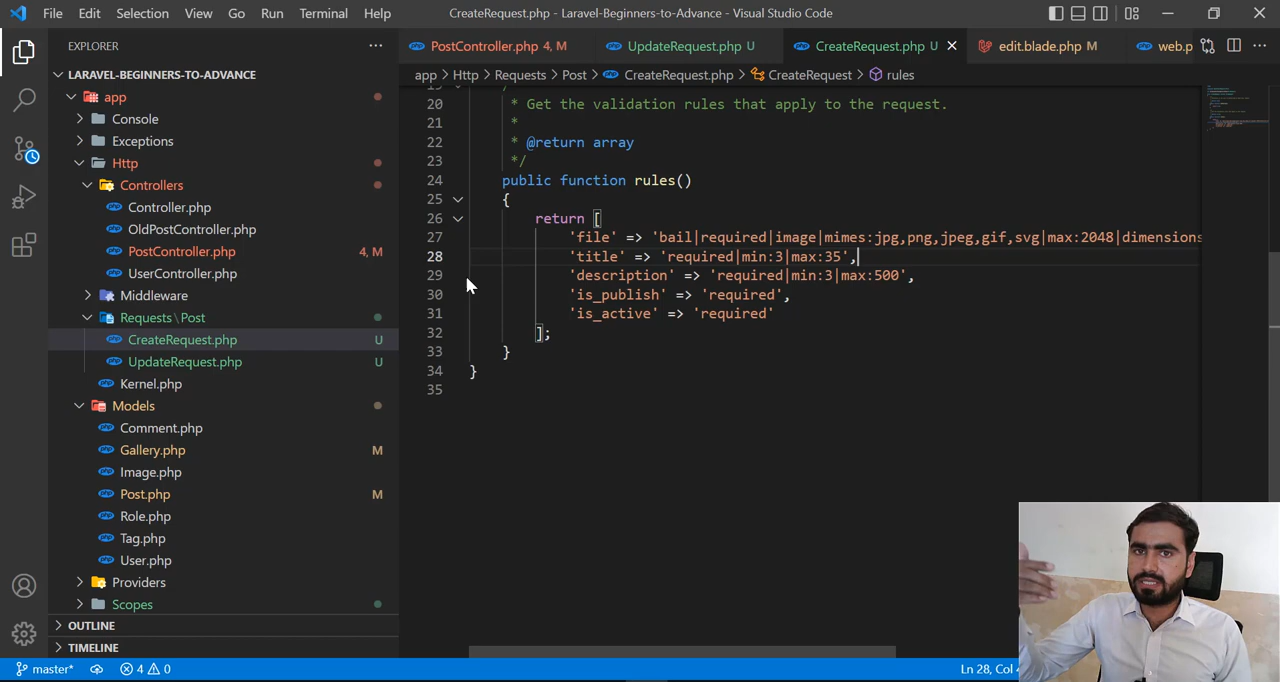 File Edit Selection View Go Run Terminal Help CreateRequest.php - Laravel-Beginners-to-Advance - Visual Studio Code
EXPLORER
LARAVEL-BEGINNERS-TO-ADVANCE
app
Console
Exceptions
Http
Controllers
Controller.php
OldPostController.php
PostController.php 4, M
UserController.php
Middleware
Requests\Post
CreateRequest.php U
UpdateRequest.php U
Kernel.php
Models
Comment.php
Gallery.php M
Image.php
Post.php M
Role.php
Tag.php
User.php
Providers
Scopes
OUTLINE
TIMELINE
PostController.php 4, M UpdateRequest.php U CreateRequest.php U edit.blade.php M web.p
app > Http > Requests > Post > CreateRequest.php > CreateRequest > rules
20 * Get the validation rules that apply to the request.
21 *
22 * @return array
23 */
24 public function rules()
25 {
26 return [
27 'file' => 'bail|required|image|mimes:jpg,png,jpeg,gif,svg|max:2048|dimensions
28 'title' => 'required|min:3|max:35',
29 'description' => 'required|min:3|max:500',
30 'is_publish' => 'required',
31 'is_active' => 'required'
32 ];
33 }
34 }
35
master* 4 0 Ln 28, Col